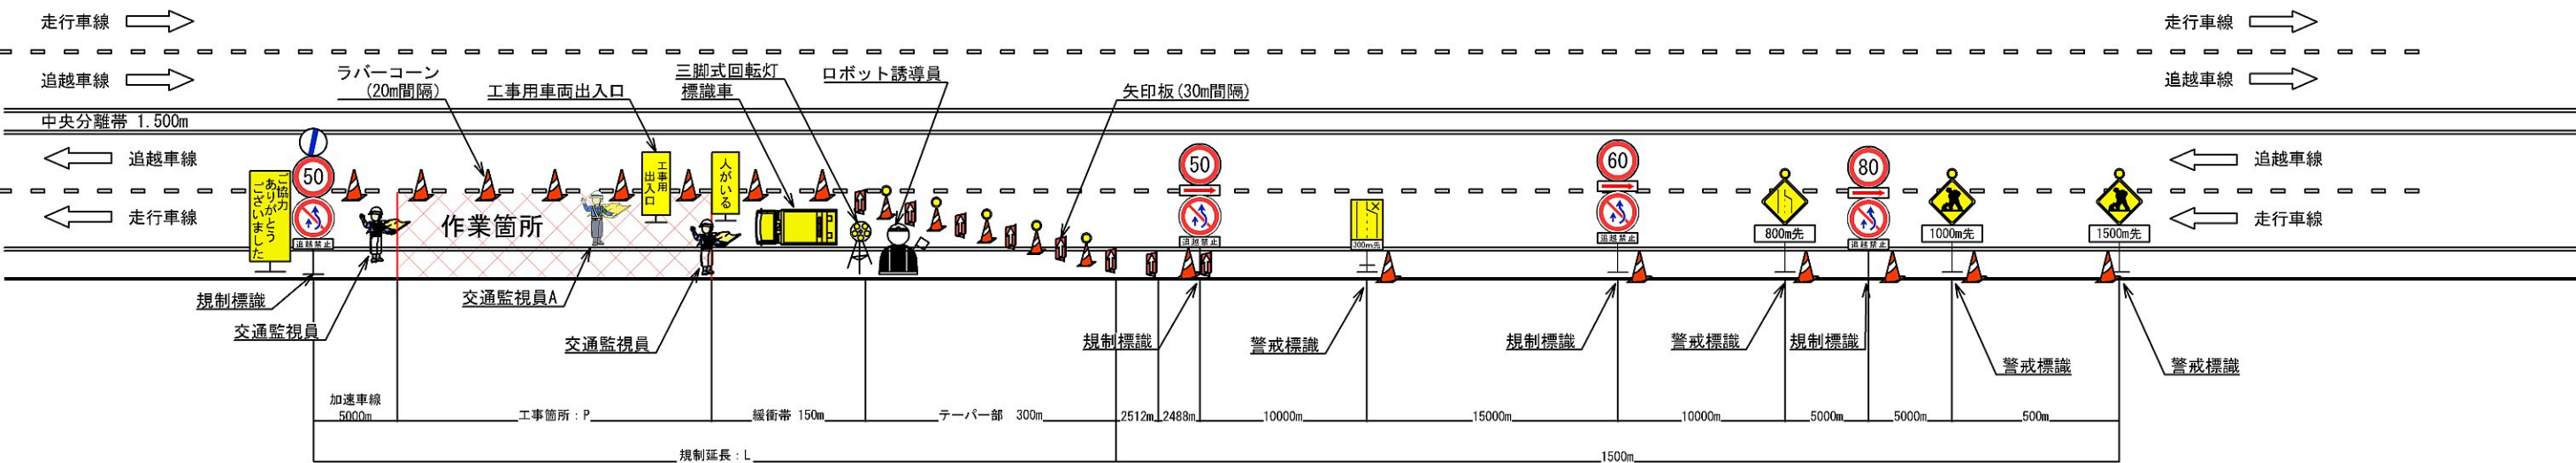 走行車線
走行車線
追越車線
追越車線
ラバーコーン
(20m間隔)
工事用車両出入口
三脚式回転灯
標識車
ロボット誘導員
矢印板(30m間隔)
中央分離帯 1.500m
追越車線
追越車線
走行車線
走行車線
ご協力
ありがとう
ございました
50
追越禁止
作業箇所
工事用
出入口
人がいる
50
追越禁止
300m先
60
追越禁止
800m先
80
追越禁止
1000m先
1500m先
規制標識
交通監視員
交通監視員A
交通監視員
規制標識
警戒標識
規制標識
警戒標識
規制標識
警戒標識
警戒標識
加速車線
5000m
工事箇所：P
緩衝帯 150m
テーパー部 300m
2512m
2488m
10000m
15000m
10000m
5000m
5000m
500m
規制延長：L
1500m